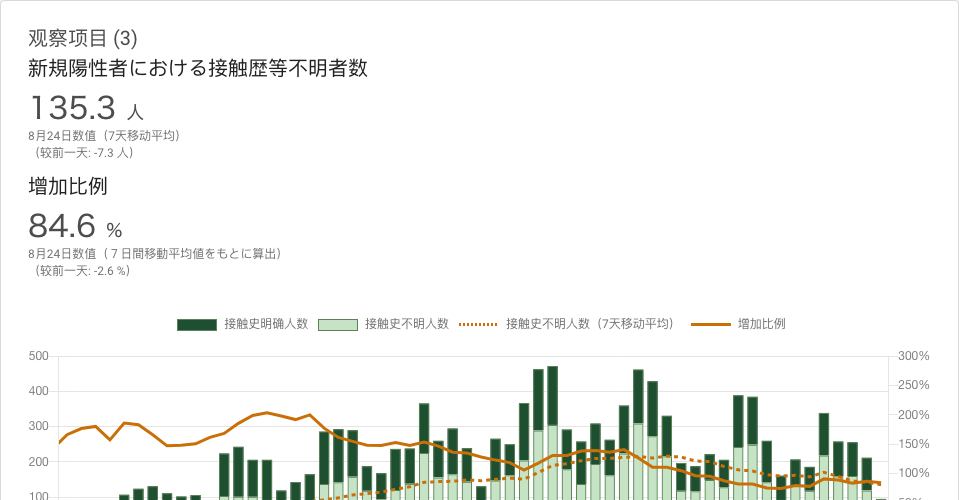 观察项目 (3)
新規陽性者における接触歴等不明者数
135.3 人
8月24日数值（7天移动平均）
（较前一天: -7.3 人）
增加比例
84.6 %
8月24日数值（７日間移動平均値をもとに算出）
（较前一天: -2.6 %）
接触史明确人数 接触史不明人数 接触史不明人数（7天移动平均） 增加比例
500 300%
250%
400
200%
300
150%
200
100%
100
50%